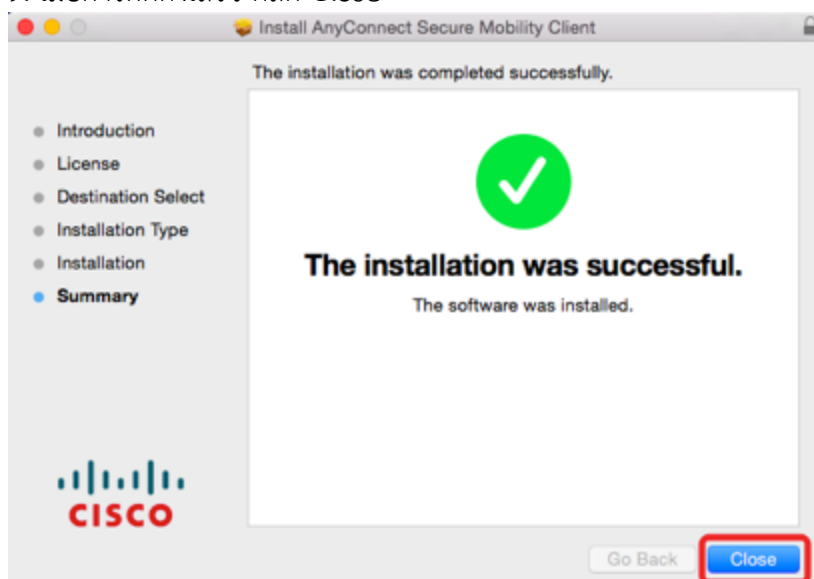 Close
Install AnyConnect Secure Mobility Client
The installation was completed successfully.
Introduction
License
Destination Select
Installation Type
Installation
Summary
The installation was successful.
The software was installed.
CISCO
Go Back
Close